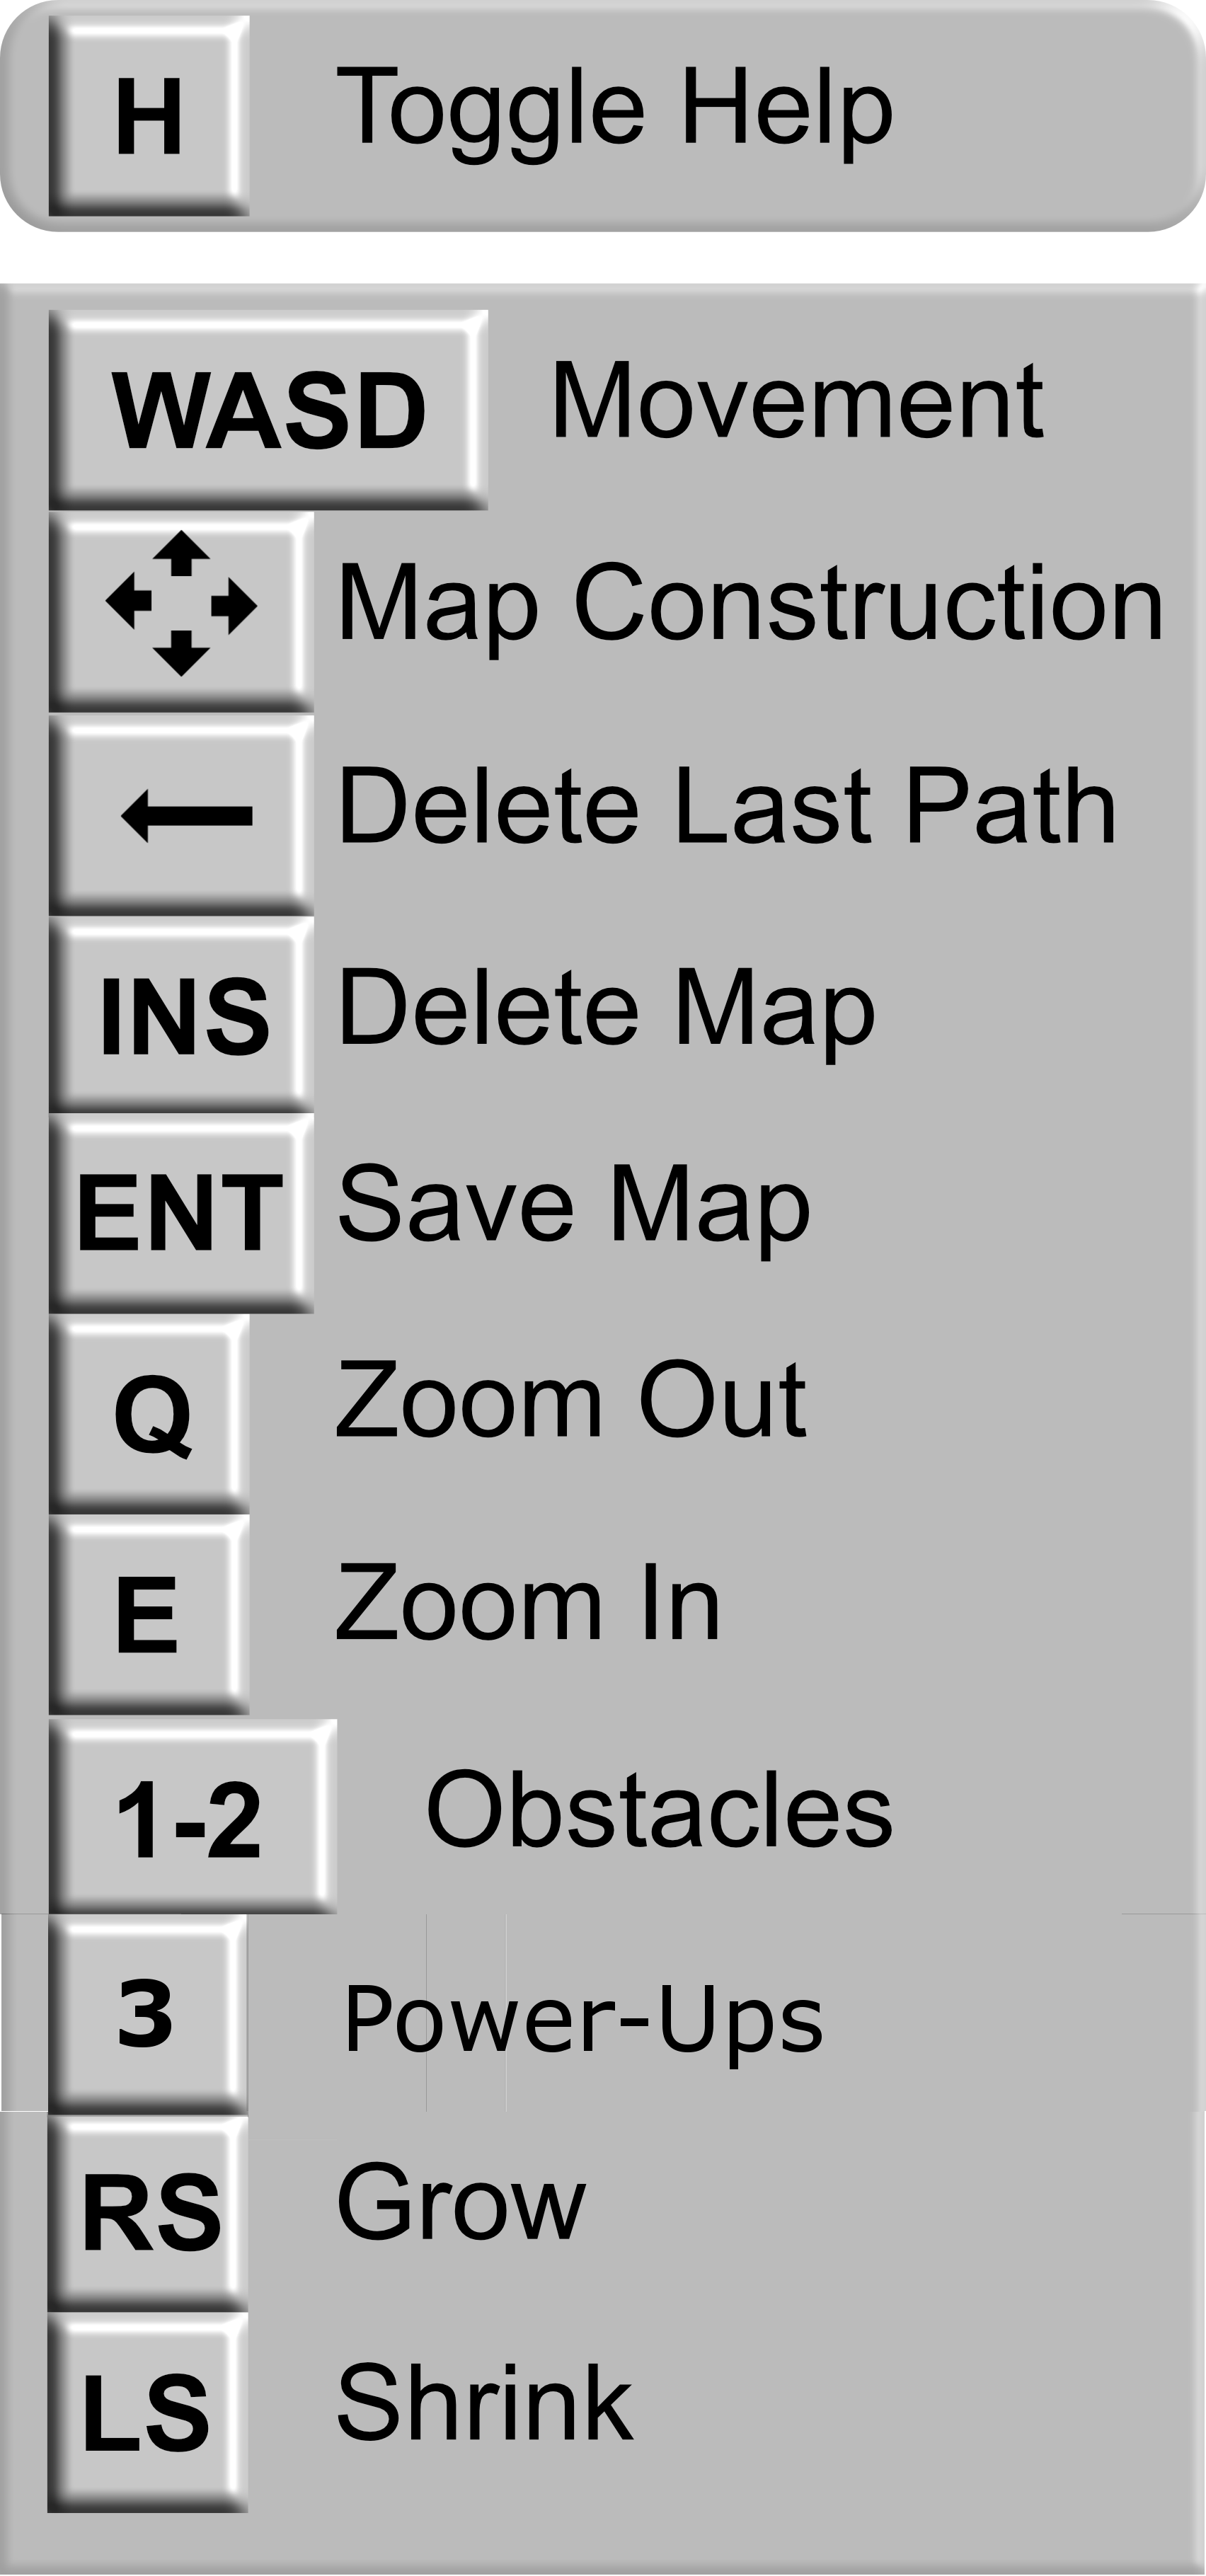 H Toggle Help
WASD Movement
Map Construction
Delete Last Path
INS Delete Map
ENT Save Map
Q Zoom Out
E Zoom In
1-2 Obstacles
3 Power-Ups
RS Grow
LS Shrink